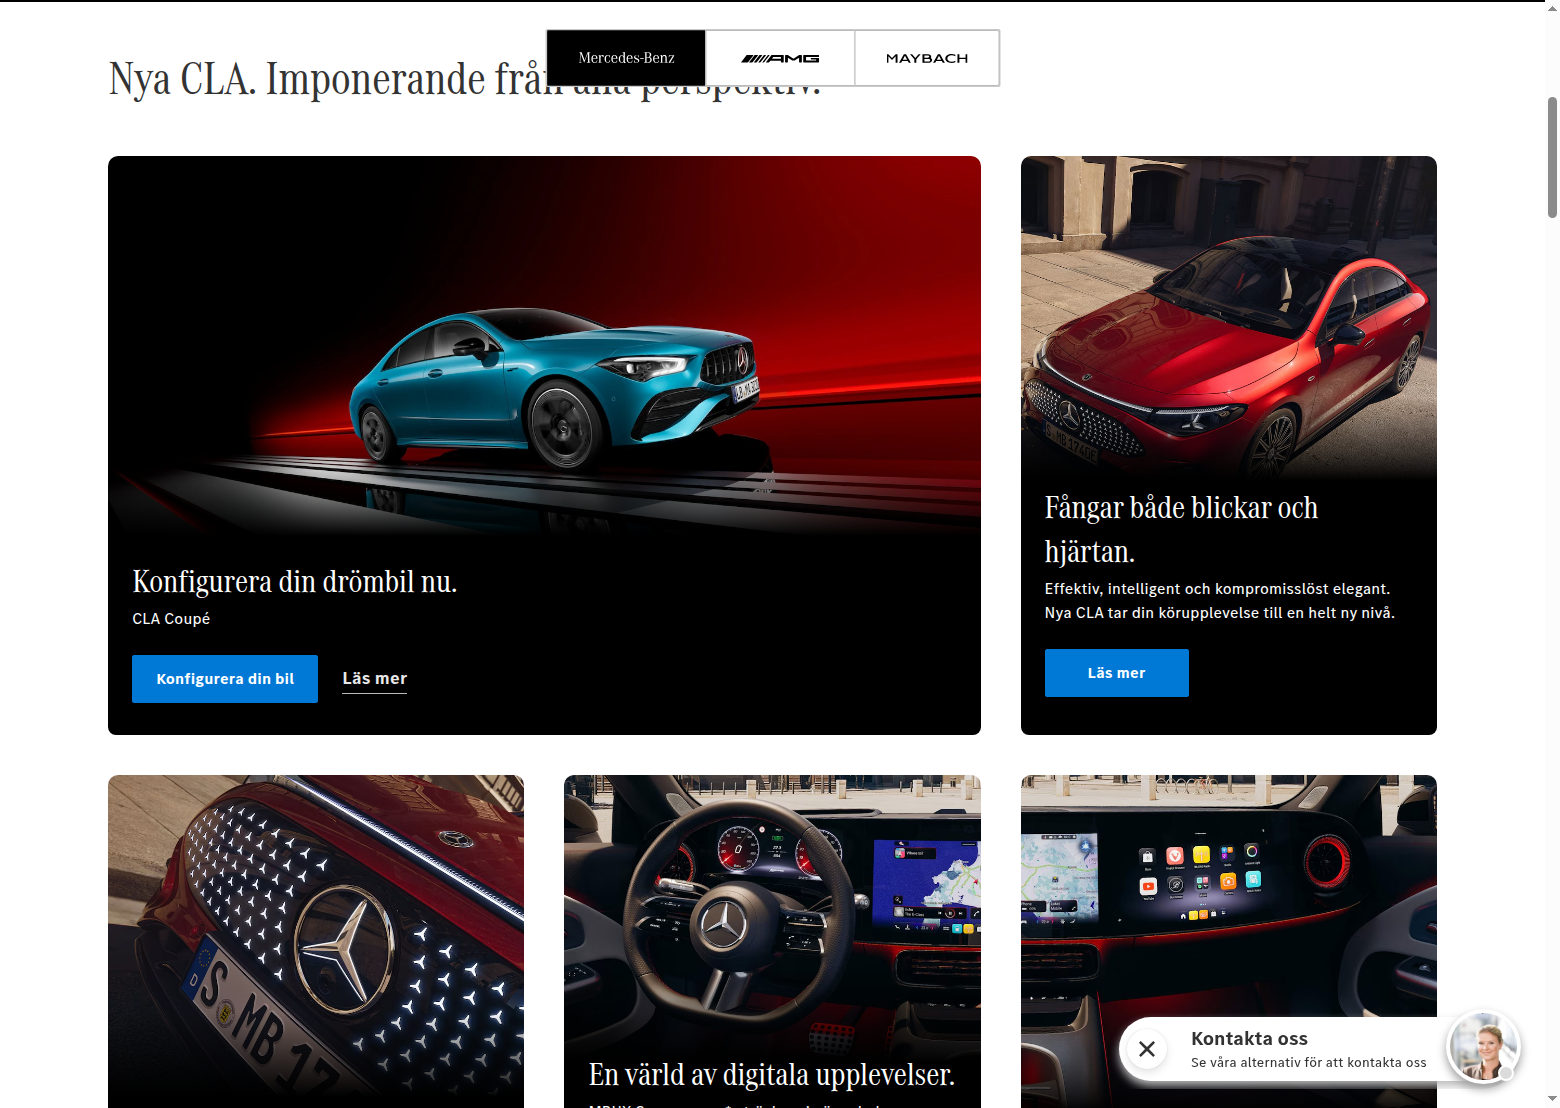 Mercedes-Benz
AMG
MAYBACH
Nya CLA. Imponerande från alla perspektiv.
Konfigurera din drömbil nu.
CLA Coupé
Konfigurera din bil
Läs mer
Fångar både blickar och
hjärtan.
Effektiv, intelligent och kompromisslöst elegant.
Nya CLA tar din körupplevelse till en helt ny nivå.
Läs mer
S MB 17
En värld av digitala upplevelser.
Kontakta oss
Se våra alternativ för att kontakta oss